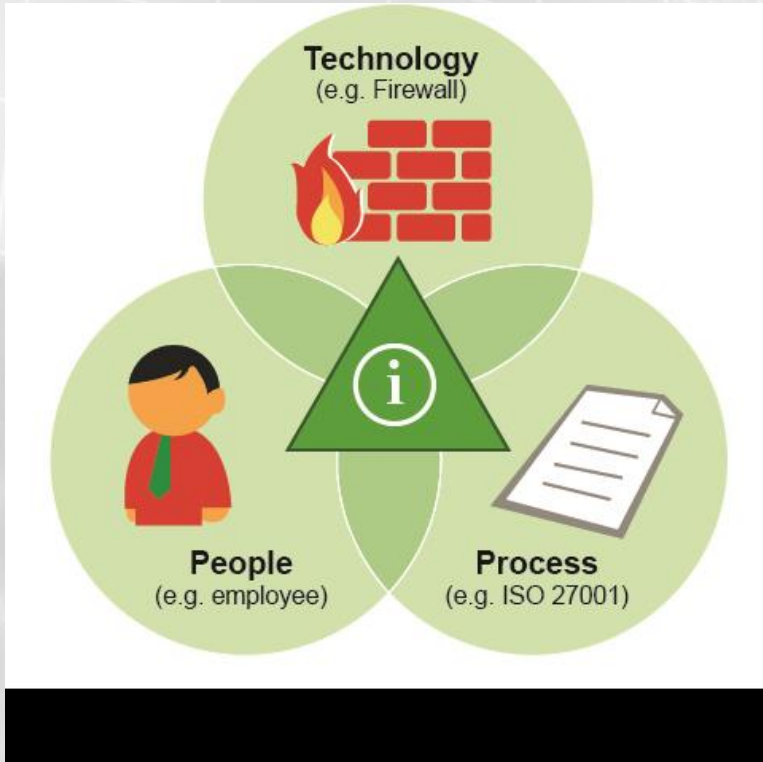 Technology
(e.g. Firewall)
i
People
(e.g. employee)
Process
(e.g. ISO 27001)